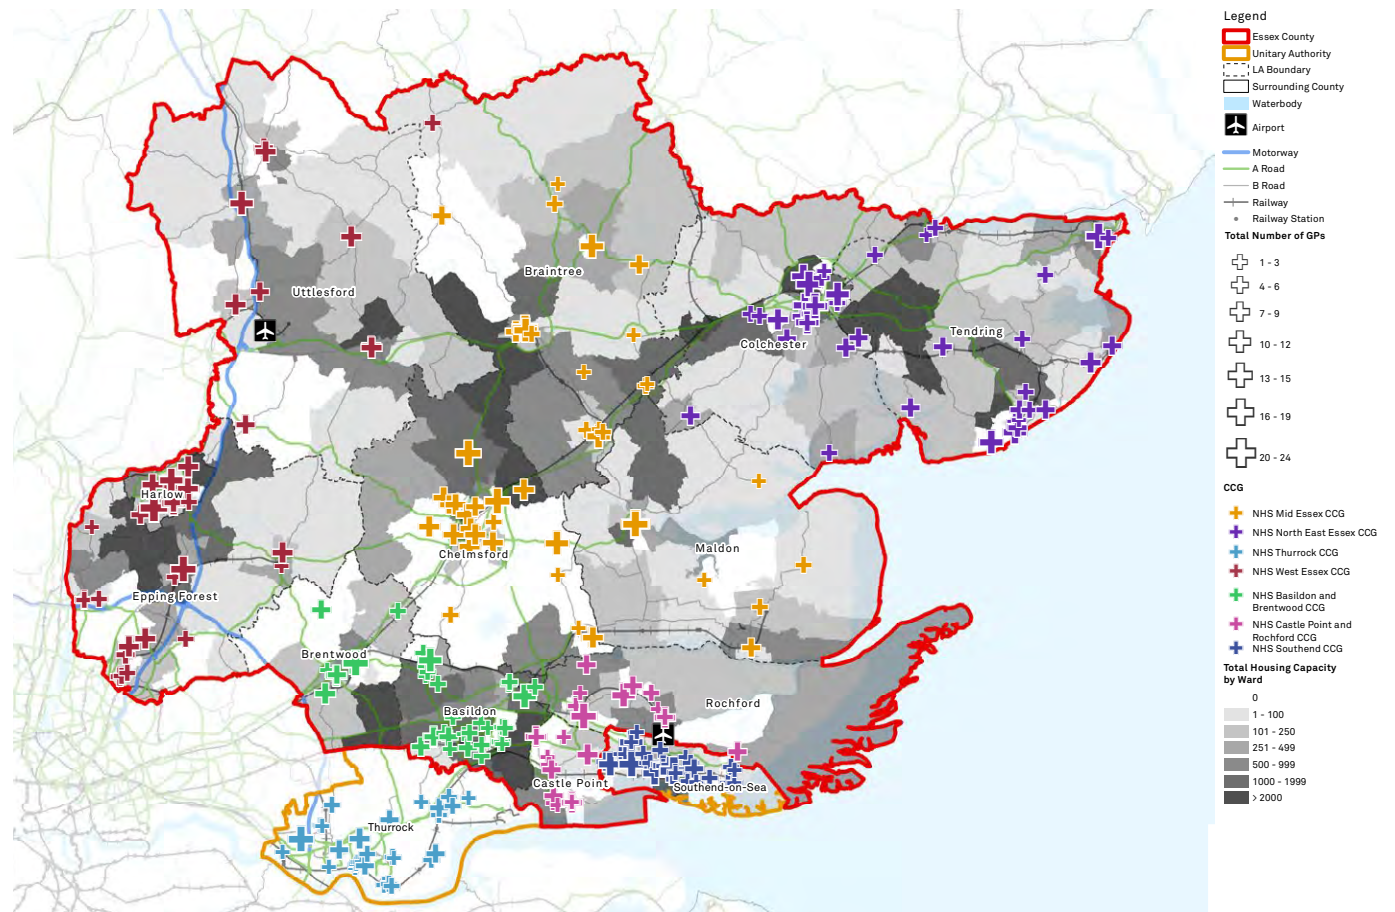 Legend
Essex County
Unitary Authority
LA Boundary
Surrounding County
Waterbody
Airport
Motorway
A Road
B Road
Railway
Railway Station
Total Number of GPs
1 - 3
4 - 6
7 - 9
10 - 12
13 - 15
16 - 19
20 - 24
CCG
NHS Mid Essex CCG
NHS North East Essex CCG
NHS Thurrock CCG
NHS West Essex CCG
NHS Basildon and
Brentwood CCG
NHS Castle Point and
Rochford CCG
NHS Southend CCG
Total Housing Capacity
by Ward
0
1 - 100
101 - 250
251 - 499
500 - 999
1000 - 1999
> 2000
Braintree
Uttlesford
Tendring
Colchester
Harlow
Maldon
Chelmsford
Epping Forest
Brentwood
Rochford
Basildon
Castle Point
Southend-on-Sea
Thurrock